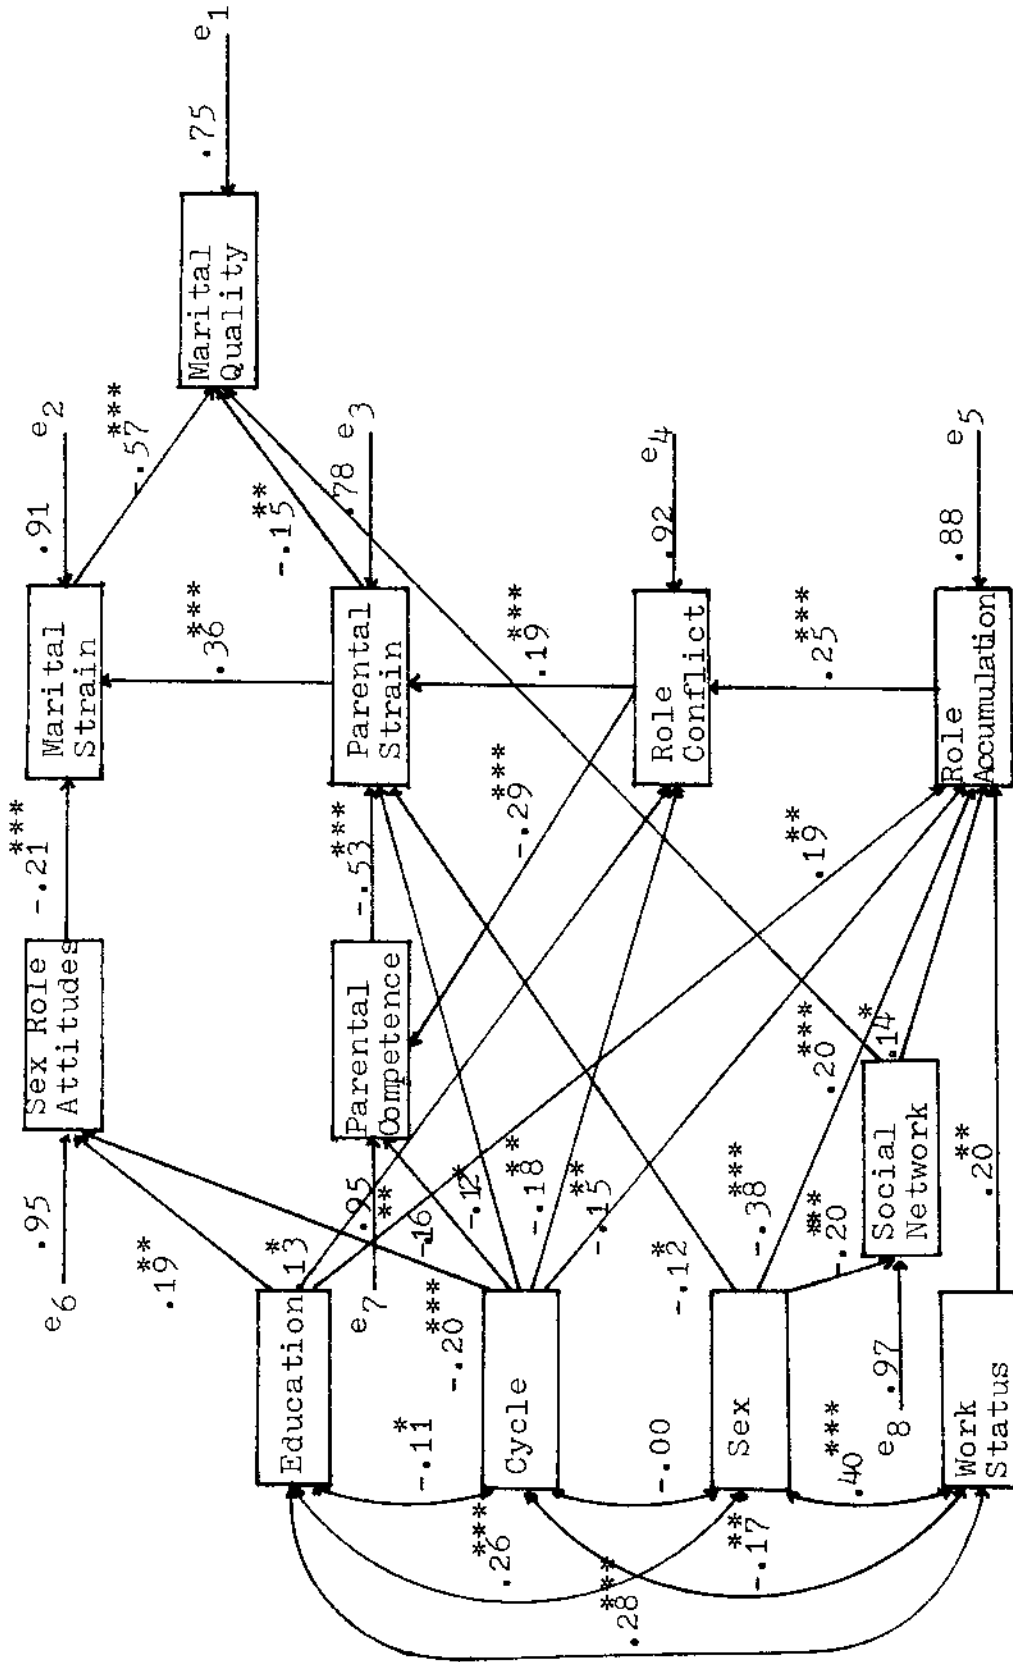 e6
.95
Sex Role
Attitudes
***
-.21
Marital
Strain
.91
e2
**
.19
***
-.57
Marital
Quality
.75
e1
***
.36
**
-.15
Education
*
.13
e7
.95
Parental
Competence
***
-.53
Parental
Strain
.78
e3
*
-.11
***
-.20
**
-.16
***
-.29
***
.19
***
.26
Cycle
*
-.12
**
-.18
**
-.15
Role
Conflict
.92
e4
-.00
*
-.12
***
.28
**
-.17
Sex
***
-.38
***
.20
**
.19
***
.25
***
-.20
*
.14
***
.40
e8
.97
Social
Network
Work
Status
**
.20
Role
Accumulation
.88
e5